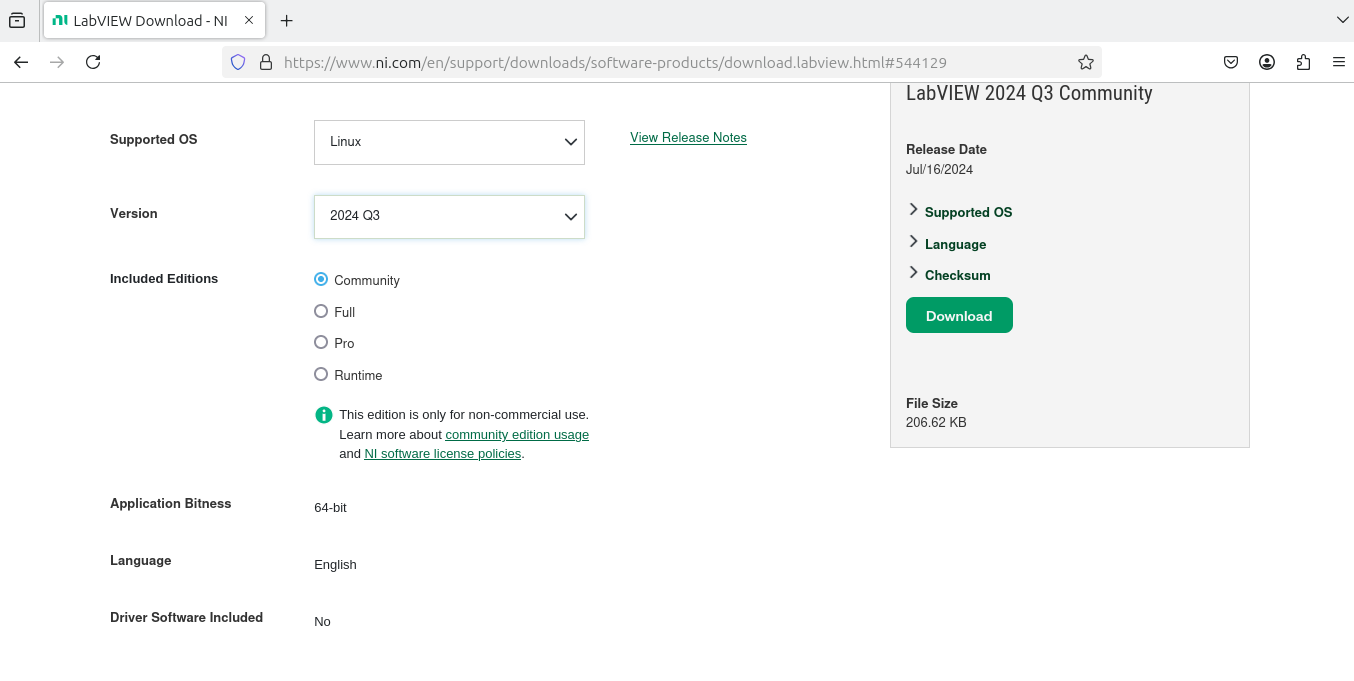 LabVIEW Download - NI
https://www.ni.com/en/support/downloads/software-products/download.labview.html#544129
Supported OS
Linux
View Release Notes
Version
2024 Q3
Included Editions
Community
Full
Pro
Runtime
This edition is only for non-commercial use.
Learn more about community edition usage
and NI software license policies.
Application Bitness
64-bit
Language
English
Driver Software Included
No
LabVIEW 2024 Q3 Community
Release Date
Jul/16/2024
Supported OS
Language
Checksum
Download
File Size
206.62 KB